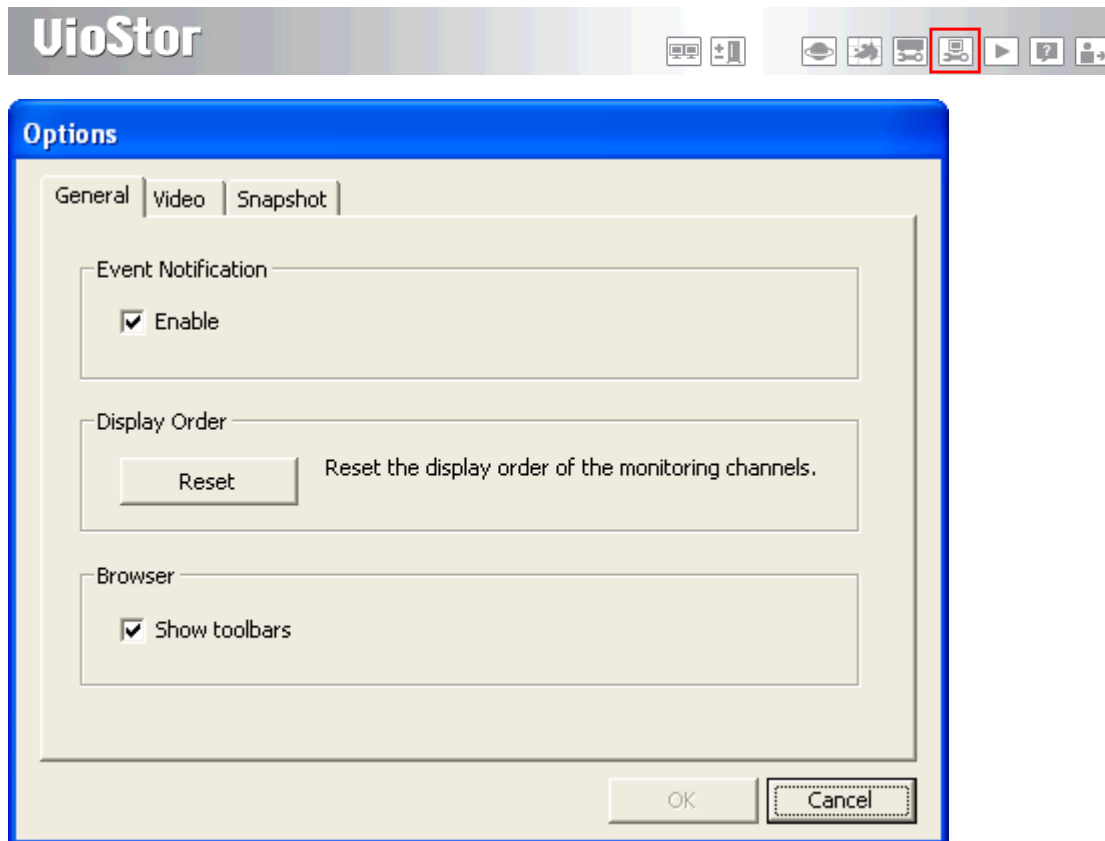 VioStor
Options
General Video Snapshot
Event Notification
Enable
Display Order
Reset Reset the display order of the monitoring channels.
Browser
Show toolbars
OK Cancel